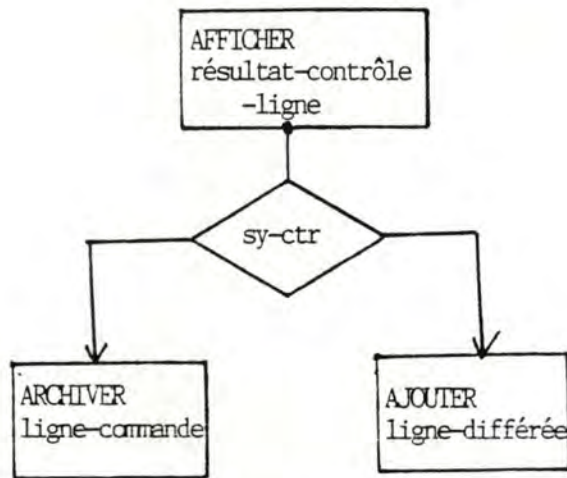 AFFICHER
résultat-contrôle
-ligne
sy-ctr
ARCHIVER
ligne-commande
AJOUTER
ligne-différée